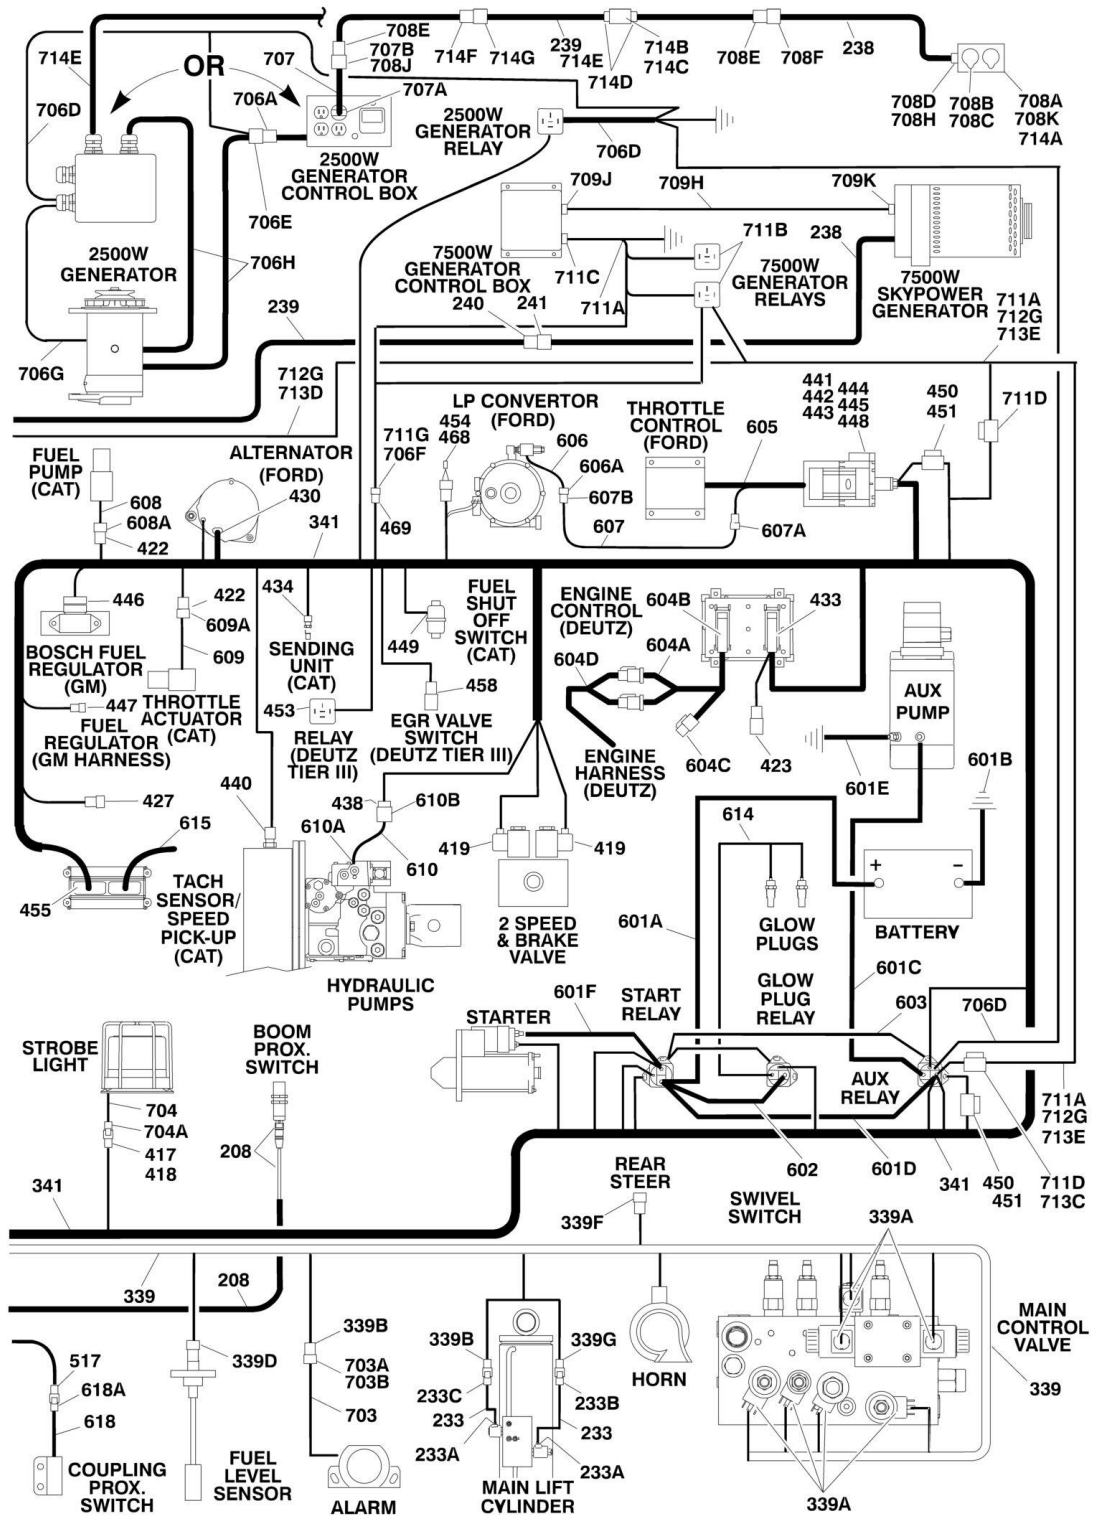 708E
707B
708J
714E
707
OR
706D
706A
707A
714F
714G
239
714E
714D
714B
714C
708E
708F
238
708D
708H
708B
708C
708A
708K
714A
2500W
GENERATOR
RELAY
706D
2500W
GENERATOR
CONTROL BOX
706E
709J
709H
709K
2500W
GENERATOR
706H
7500W
GENERATOR
CONTROL BOX
711C
711B
238
7500W
GENERATOR
RELAYS
7500W
SKYPOWER
GENERATOR
711A
712G
713E
239
240
241
711A
706G
712G
713D
LP CONVERTOR
(FORD)
THROTTLE
CONTROL
(FORD)
441
442
443
444
445
448
450
451
711D
FUEL
PUMP
(CAT)
ALTERNATOR
(FORD)
430
711G
706F
454
468
606
606A
607B
605
608
608A
422
341
469
607
607A
446
BOSCH FUEL
REGULATOR
(GM)
422
609A
609
434
SENDING
UNIT
(CAT)
449
FUEL
SHUT
OFF
SWITCH
(CAT)
ENGINE
CONTROL
(DEUTZ)
604B
433
604A
604D
AUX
PUMP
447
FUEL
REGULATOR
(GM HARNESS)
THROTTLE
ACTUATOR
(CAT)
453
RELAY
(DEUTZ
TIER III)
458
EGR VALVE
SWITCH
(DEUTZ TIER III)
ENGINE
HARNESS
(DEUTZ)
604C
423
601E
601B
427
440
438
610B
610A
610
615
419
419
614
+
-
455
TACH
SENSOR/
SPEED
PICK-UP
(CAT)
2 SPEED
& BRAKE
VALVE
601A
GLOW
PLUGS
BATTERY
HYDRAULIC
PUMPS
601C
STROBE
LIGHT
BOOM
PROX.
SWITCH
STARTER
601F
START
RELAY
GLOW
PLUG
RELAY
603
706D
AUX
RELAY
704
704A
417
418
208
711A
712G
713E
602
601D
341
450
451
711D
713C
341
REAR
STEER
339F
SWIVEL
SWITCH
339A
339
208
339B
703A
703B
339D
339B
339G
MAIN
CONTROL
VALVE
517
618A
618
703
233C
233
233A
233B
233
233A
HORN
339
COUPLING
PROX.
SWITCH
FUEL
LEVEL
SENSOR
ALARM
MAIN LIFT
CYLINDER
339A